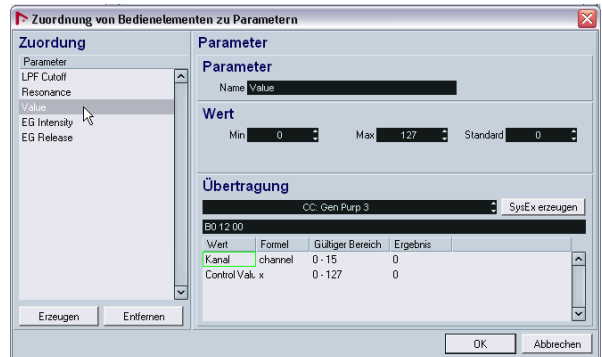 Zuordnung von Bedienelementen zu Parametern
Zuordung
Parameter
LPF Cutoff
Resonance
Value
EG Intensity
EG Release
Erzeugen
Entfernen
Parameter
Parameter
Name Value
Wert
Min 0 Max 127 Standard 0
Übertragung
CC: Gen Purp 3 SysEx erzeugen
B0 12 00
Wert Formel Gültiger Bereich Ergebnis
Kanal channel 0 - 15 0
Control Valu x 0 - 127 0
OK Abbrechen